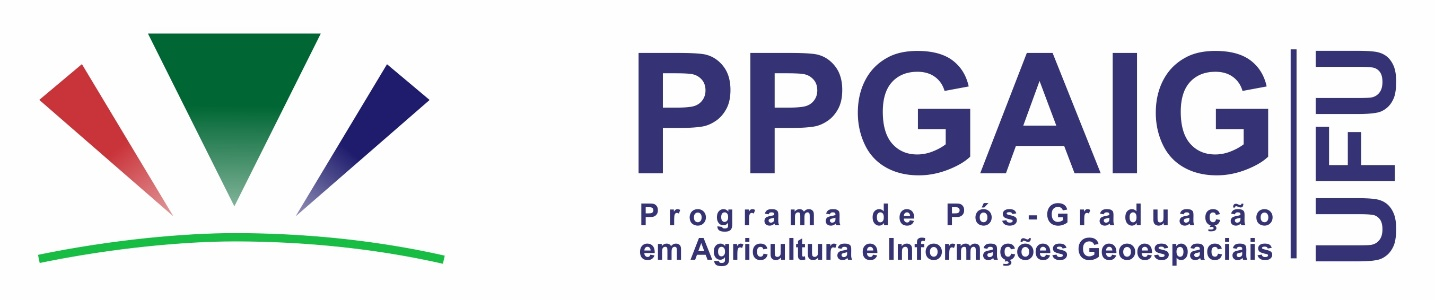 PPGAIG
Programa de Pós-Graduação
em Agricultura e Informações Geoespaciais
UFU